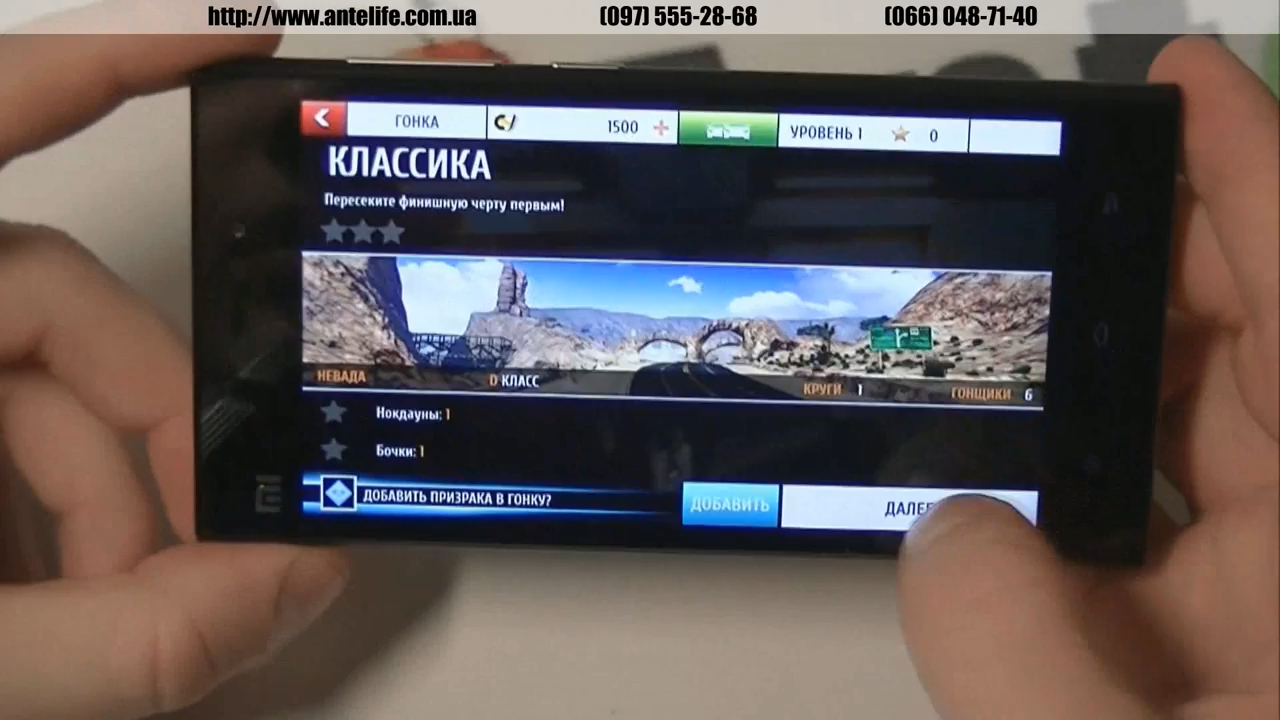 http://www.antelife.com.ua (097) 555-28-68 (066) 048-71-40
ГОНКА 1500 УРОВЕНЬ 1 0
КЛАССИКА
Пересеките финишную черту первым!
НЕВАДА D КЛАСС КРУГИ 1 ГОНЩИКИ 6
Нокдауны: 1
Бочки: 1
ДОБАВИТЬ ПРИЗРАКА В ГОНКУ? ДОБАВИТЬ ДАЛЕЕ